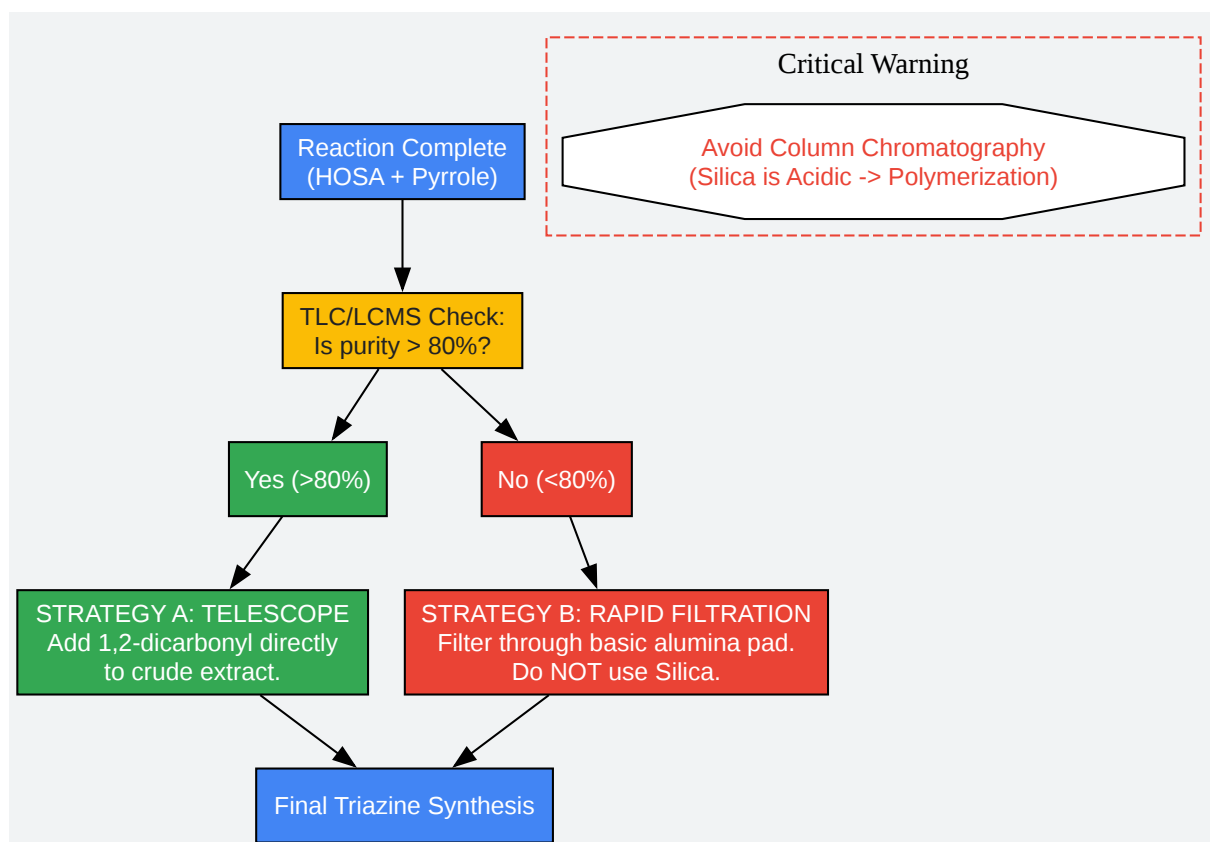 Critical Warning
Avoid Column Chromatography
(Silica is Acidic -> Polymerization)
Reaction Complete
(HOSA + Pyrrole)
TLC/LCMS Check:
Is purity > 80%?
Yes (>80%)
No (<80%)
STRATEGY A: TELESCOPE
Add 1,2-dicarbonyl directly
to crude extract.
STRATEGY B: RAPID FILTRATION
Filter through basic alumina pad.
Do NOT use Silica.
Final Triazine Synthesis